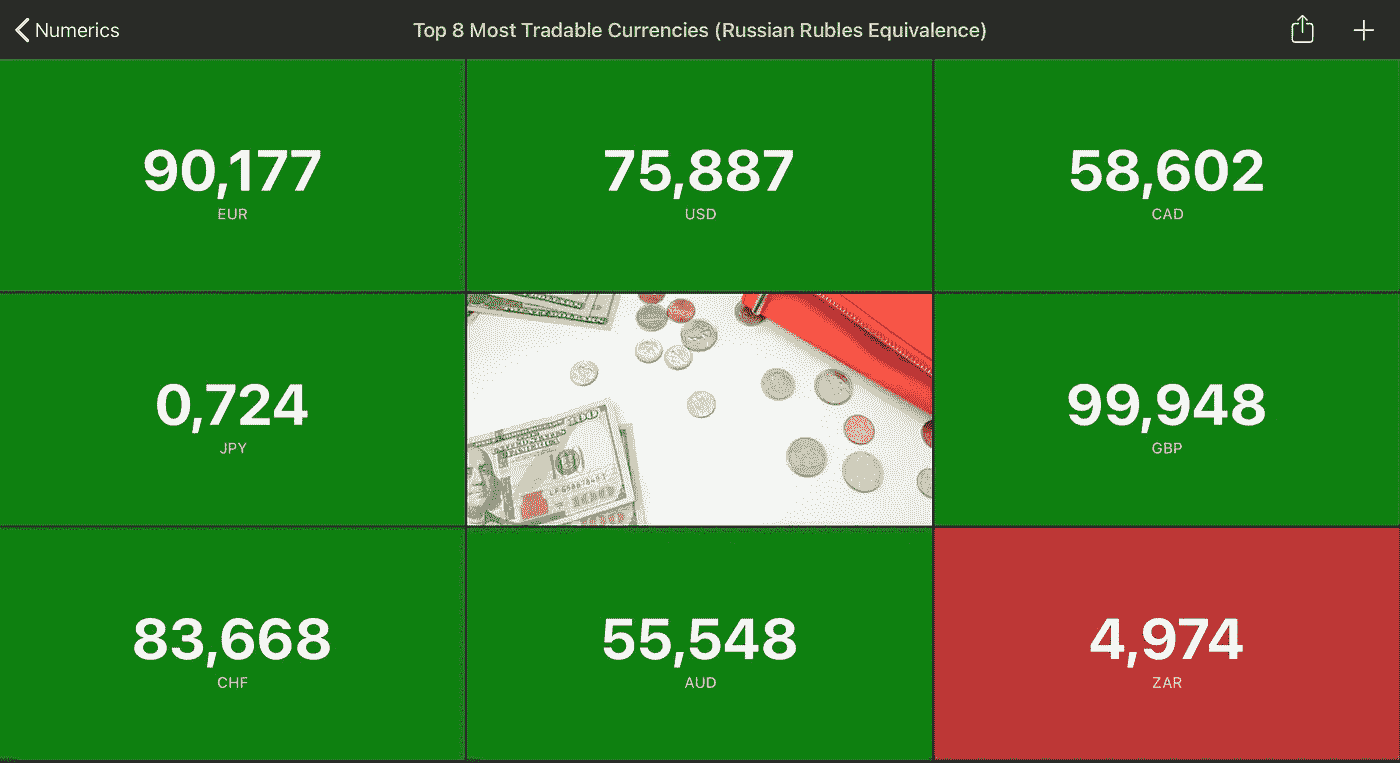 Numerics
Top 8 Most Tradable Currencies (Russian Rubles Equivalence)
90,177
EUR
75,887
USD
58,602
CAD
0,724
JPY
100
99,948
GBP
83,668
CHF
55,548
AUD
4,974
ZAR